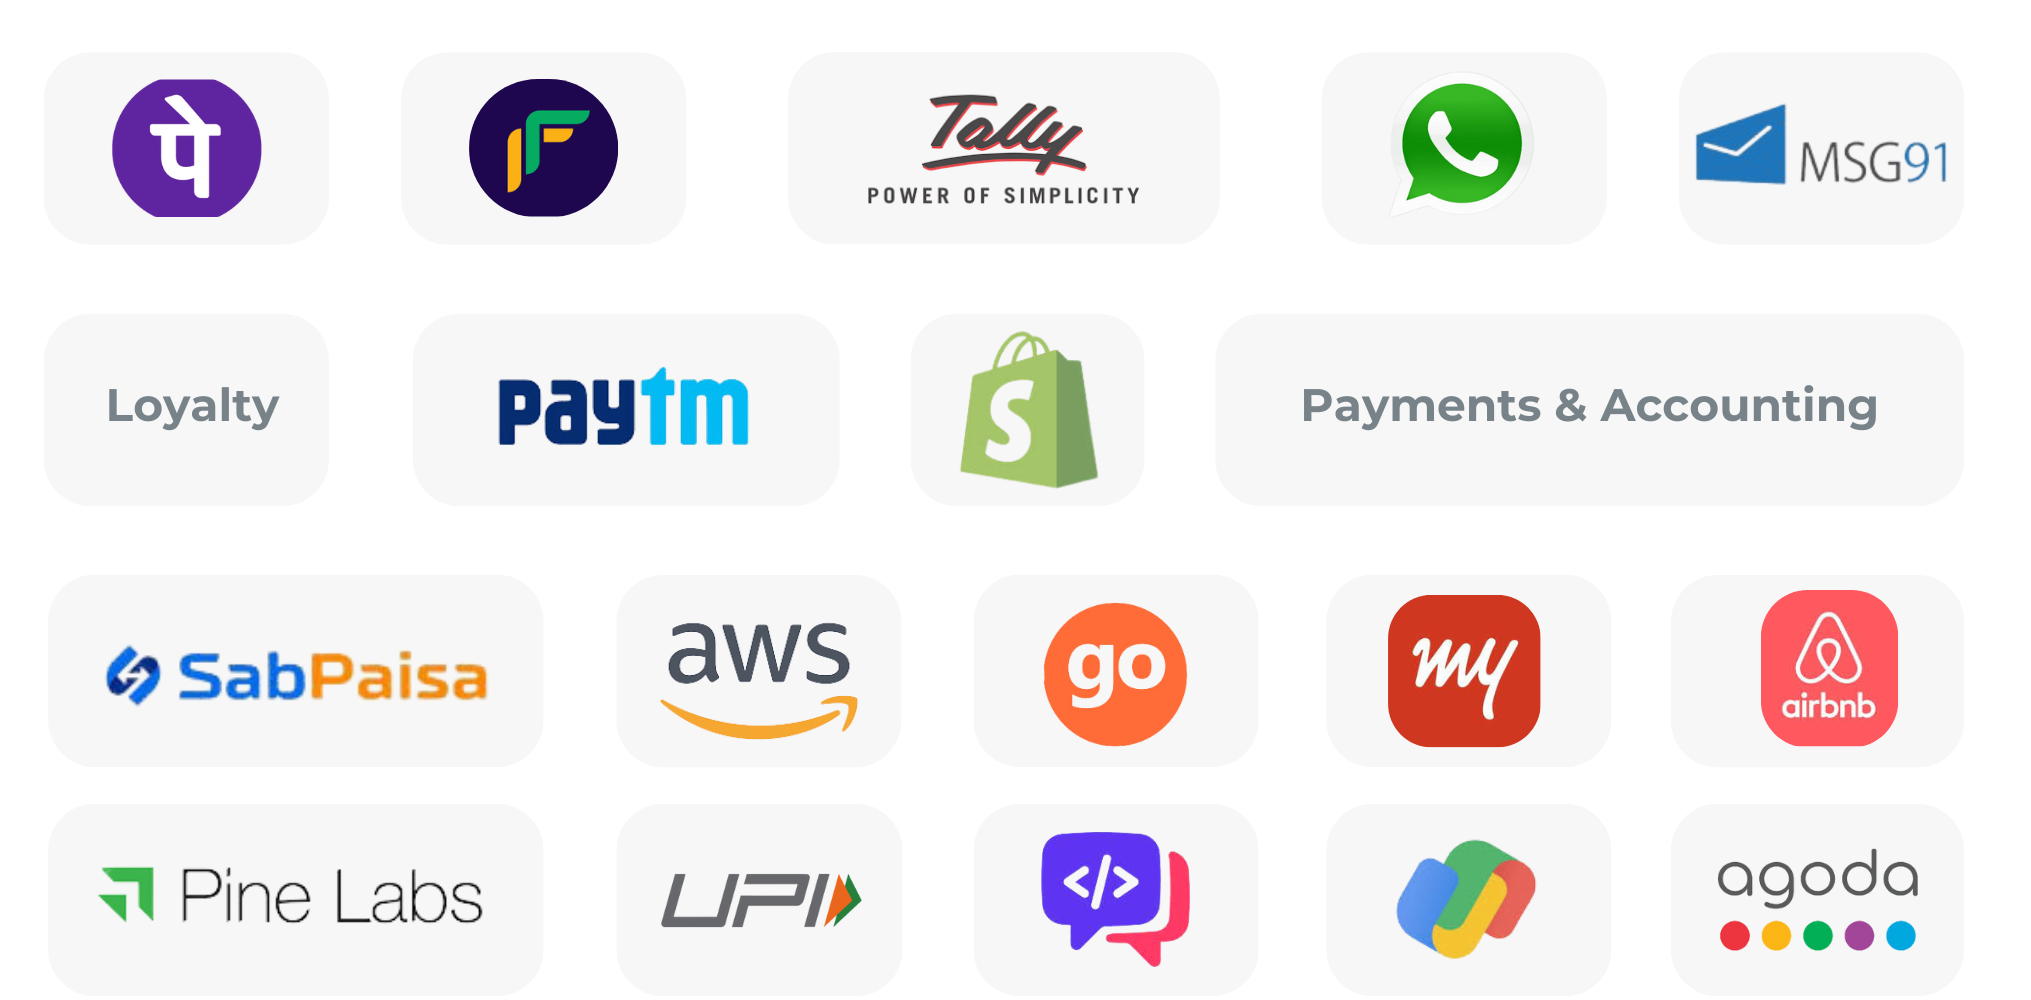 पे
Tally
POWER OF SIMPLICITY
MSG91
Loyalty
paytm
S
Payments & Accounting
SabPaisa
aws
go
my
airbnb
Pine Labs
UPI
</>
agoda